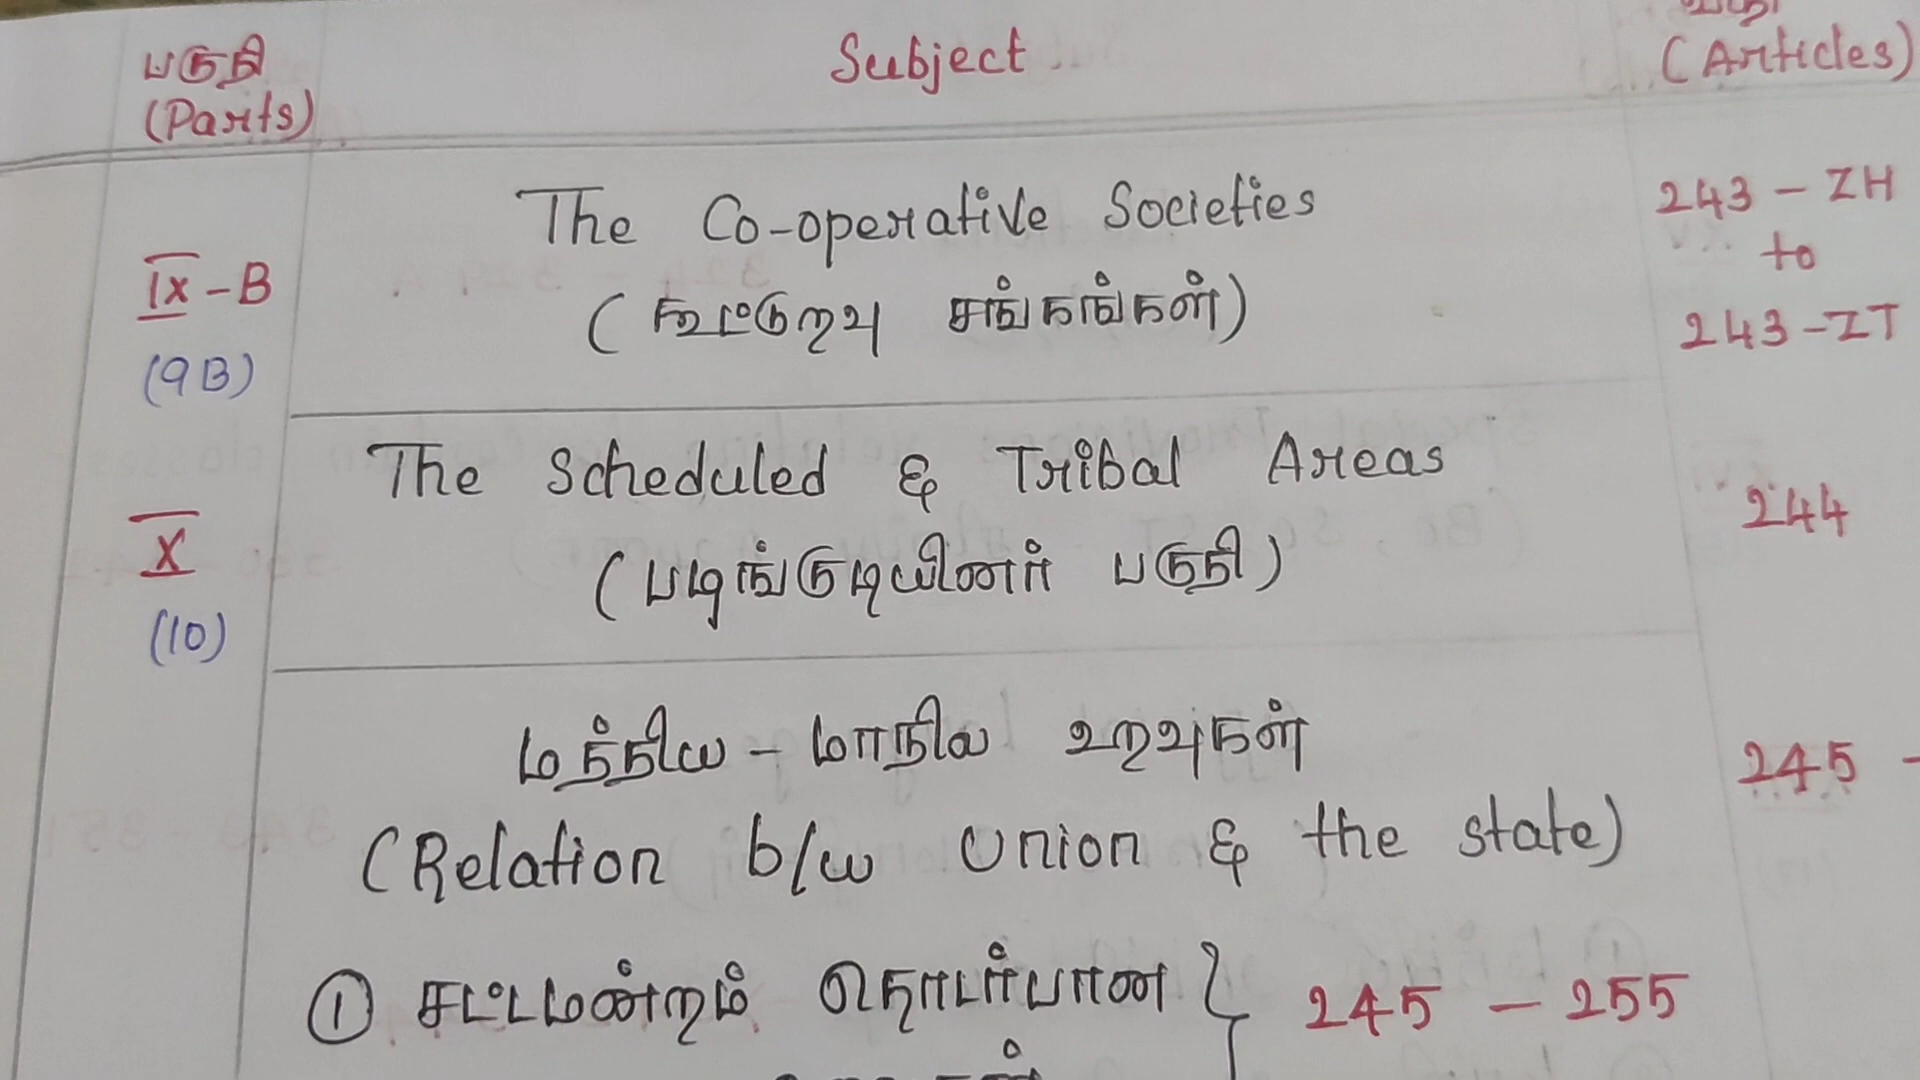 பகுதி
(Parts)
Subject
(Articles)
IX-B
(9B)
The Co-operative Societies
(கூட்டுறவு சங்கங்கள்)
243 - ZH
to
243-ZT
X
(10)
The Scheduled & Tribal Areas
(பழங்குடியினர் பகுதி)
244
மத்திய - மாநில உறவுகள்
(Relation b/w Union & the state)
245 -
① சட்டமன்றம் தொடர்பான } 245 - 255